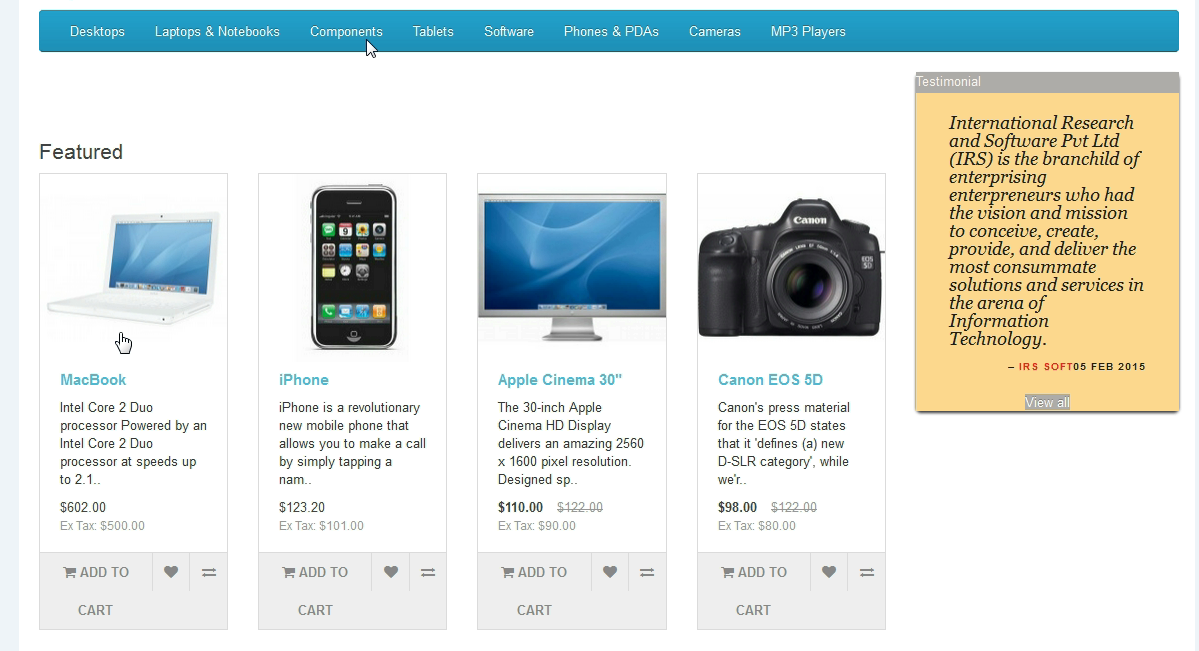 Desktops Laptops & Notebooks Components Tablets Software Phones & PDAs Cameras MP3 Players
Testimonial
International Research
and Software Pvt Ltd
(IRS) is the branchild of
enterprising
enterpreneurs who had
the vision and mission
to conceive, create,
provide, and deliver the
most consummate
solutions and services in
the arena of
Information
Technology.
– IRS SOFT05 FEB 2015
View all
Featured
MacBook
Intel Core 2 Duo
processor Powered by an
Intel Core 2 Duo
processor at speeds up
to 2.1..
$602.00
Ex Tax: $500.00
ADD TO
CART
iPhone
iPhone is a revolutionary
new mobile phone that
allows you to make a call
by simply tapping a
nam..
$123.20
Ex Tax: $101.00
ADD TO
CART
Apple Cinema 30"
The 30-inch Apple
Cinema HD Display
delivers an amazing 2560
x 1600 pixel resolution.
Designed sp..
$110.00 $122.00
Ex Tax: $90.00
ADD TO
CART
Canon
EOS
5D
Canon EOS 5D
Canon's press material
for the EOS 5D states
that it 'defines (a) new
D-SLR category', while
we'r..
$98.00 $122.00
Ex Tax: $80.00
ADD TO
CART